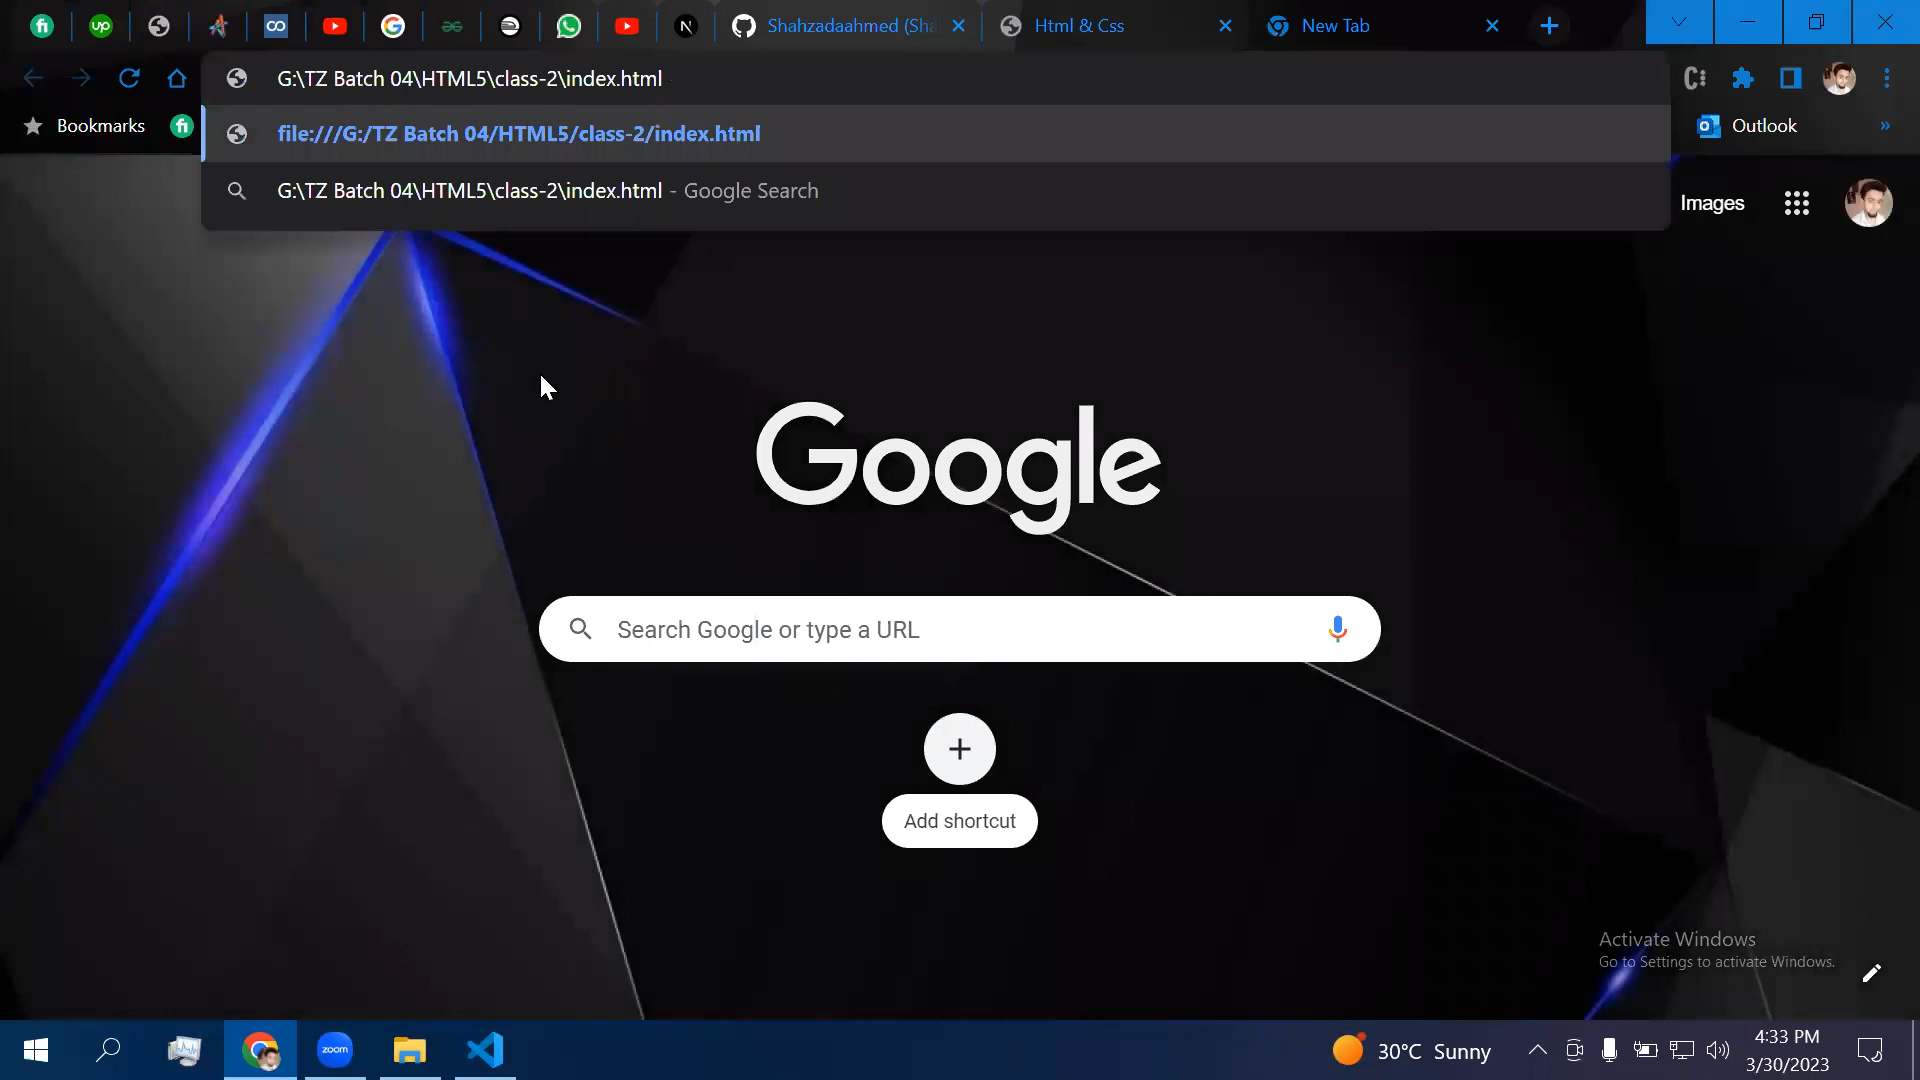 Shahzadaahmed (Sha
Html & Css
New Tab
G:\TZ Batch 04\HTML5\class-2\index.html
Bookmarks
file:///G:/TZ Batch 04/HTML5/class-2/index.html
Outlook
G:\TZ Batch 04\HTML5\class-2\index.html - Google Search
Images
Google
Search Google or type a URL
Add shortcut
Activate Windows
Go to Settings to activate Windows.
zoom
30°C Sunny
4:33 PM
3/30/2023